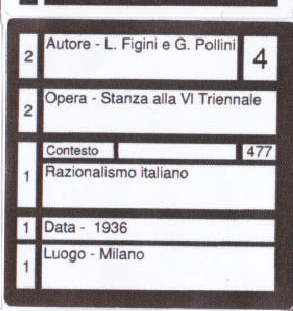 2 Autore - L. Figini e G. Pollini 4
2 Opera - Stanza alla VI Triennale
Contesto 477
1 Razionalismo italiano
1 Data - 1936
1 Luogo - Milano